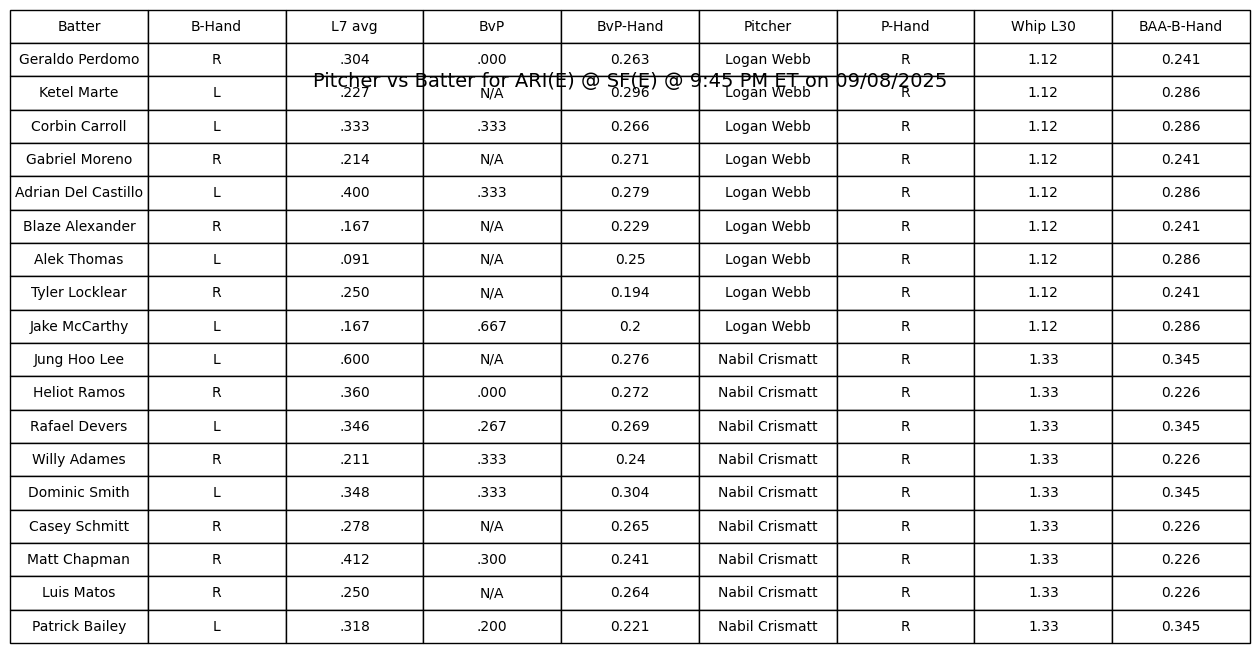 Batter B-Hand L7 avg BvP BvP-Hand Pitcher P-Hand Whip L30 BAA-B-Hand
Geraldo Perdomo R .304 .000 0.263 Logan Webb R 1.12 0.241
Pitcher vs Batter for ARI(E) @ SF(E) @ 9:45 PM ET on 09/08/2025
Ketel Marte L .227 N/A 0.296 Logan Webb R 1.12 0.286
Corbin Carroll L .333 .333 0.266 Logan Webb R 1.12 0.286
Gabriel Moreno R .214 N/A 0.271 Logan Webb R 1.12 0.241
Adrian Del Castillo L .400 .333 0.279 Logan Webb R 1.12 0.286
Blaze Alexander R .167 N/A 0.229 Logan Webb R 1.12 0.241
Alek Thomas L .091 N/A 0.25 Logan Webb R 1.12 0.286
Tyler Locklear R .250 N/A 0.194 Logan Webb R 1.12 0.241
Jake McCarthy L .167 .667 0.2 Logan Webb R 1.12 0.286
Jung Hoo Lee L .600 N/A 0.276 Nabil Crismatt R 1.33 0.345
Heliot Ramos R .360 .000 0.272 Nabil Crismatt R 1.33 0.226
Rafael Devers L .346 .267 0.269 Nabil Crismatt R 1.33 0.345
Willy Adames R .211 .333 0.24 Nabil Crismatt R 1.33 0.226
Dominic Smith L .348 .333 0.304 Nabil Crismatt R 1.33 0.345
Casey Schmitt R .278 N/A 0.265 Nabil Crismatt R 1.33 0.226
Matt Chapman R .412 .300 0.241 Nabil Crismatt R 1.33 0.226
Luis Matos R .250 N/A 0.264 Nabil Crismatt R 1.33 0.226
Patrick Bailey L .318 .200 0.221 Nabil Crismatt R 1.33 0.345